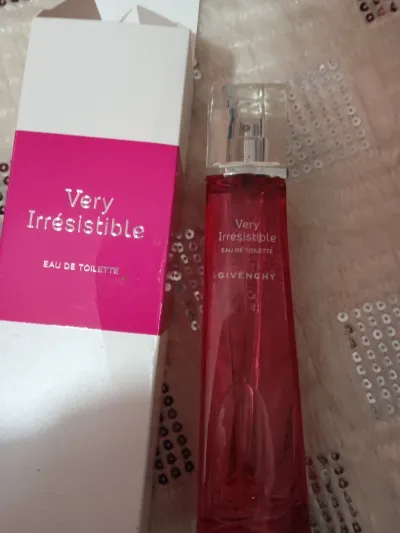 Very
Irrésistible
EAU DE TOILETTE
Very
Irrésistible
EAU DE TOILETTE
GIVENCHY